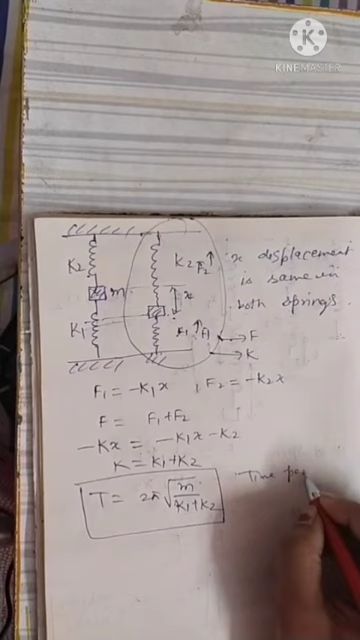 K
KINEMASTER
K2
m
K1
K2 F2
x
F1
x displacement
is same in
both springs.
F
K
F1 = -K1x , F2 = -K2x
F = F1 + F2
-Kx = -K1x - K2
K = K1 + K2
T = 2π√m/K1+K2
Time pe